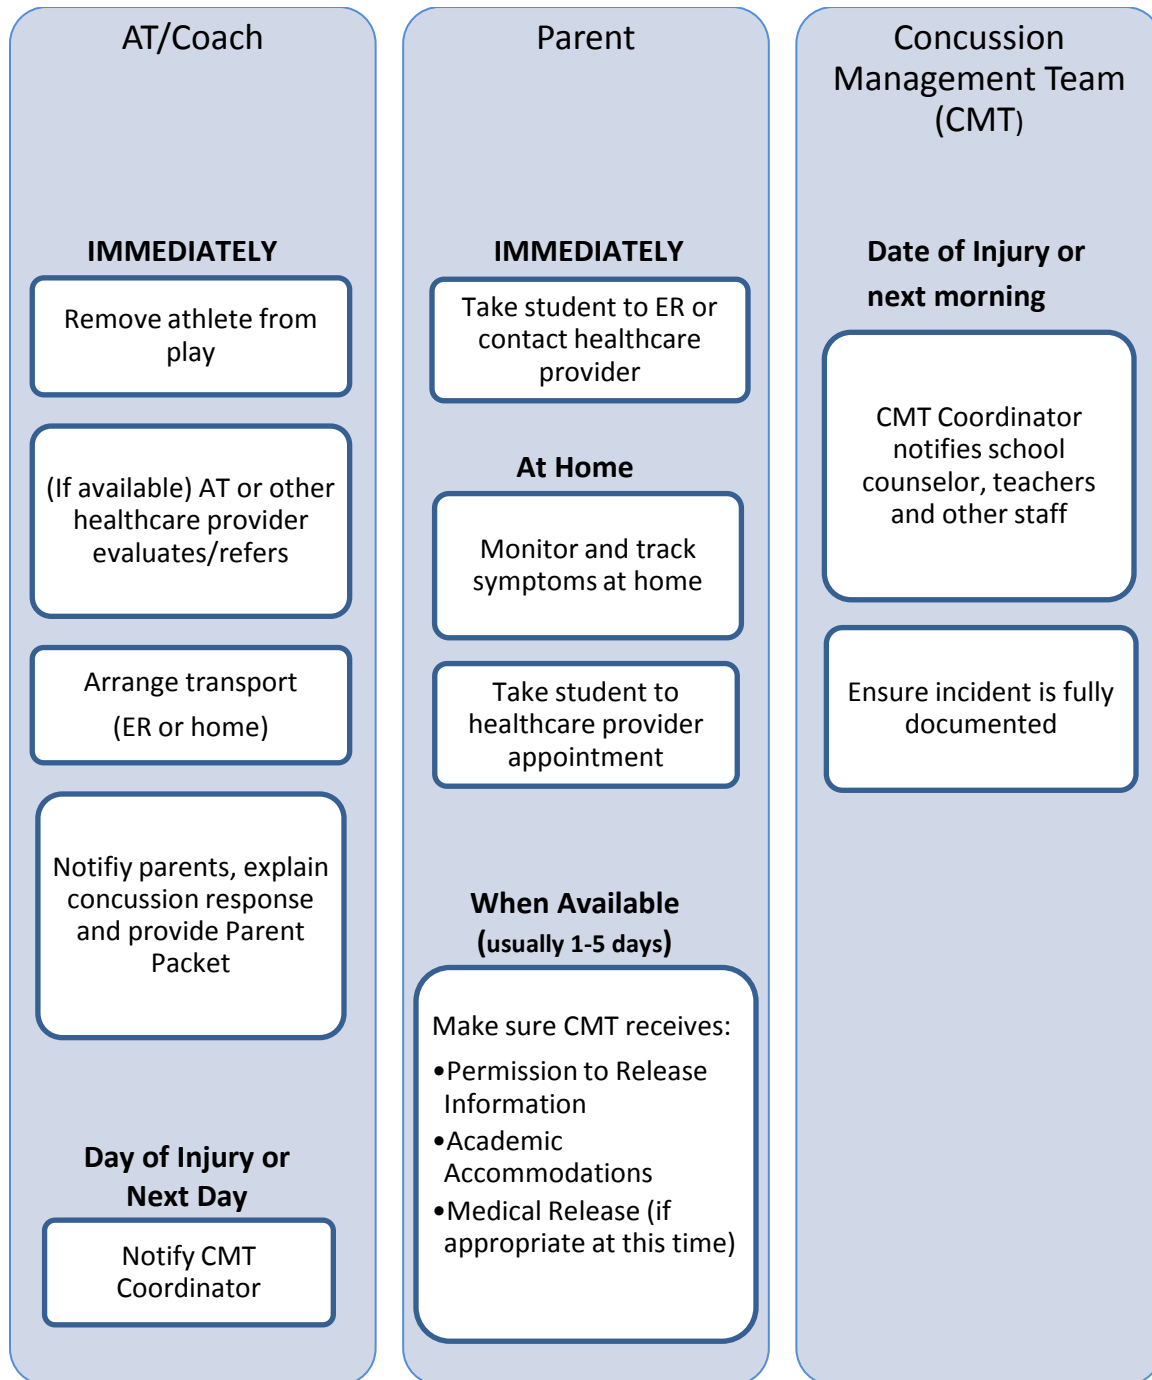 AT/Coach
IMMEDIATELY
Remove athlete from
play
(If available) AT or other
healthcare provider
evaluates/refers
Arrange transport
(ER or home)
Notifiy parents, explain
concussion response
and provide Parent
Packet
Day of Injury or
Next Day
Notify CMT
Coordinator
Parent
IMMEDIATELY
Take student to ER or
contact healthcare
provider
At Home
Monitor and track
symptoms at home
Take student to
healthcare provider
appointment
When Available
(usually 1-5 days)
Make sure CMT receives:
•Permission to Release
Information
•Academic
Accommodations
•Medical Release (if
appropriate at this time)
Concussion
Management Team
(CMT)
Date of Injury or
next morning
CMT Coordinator
notifies school
counselor, teachers
and other staff
Ensure incident is fully
documented